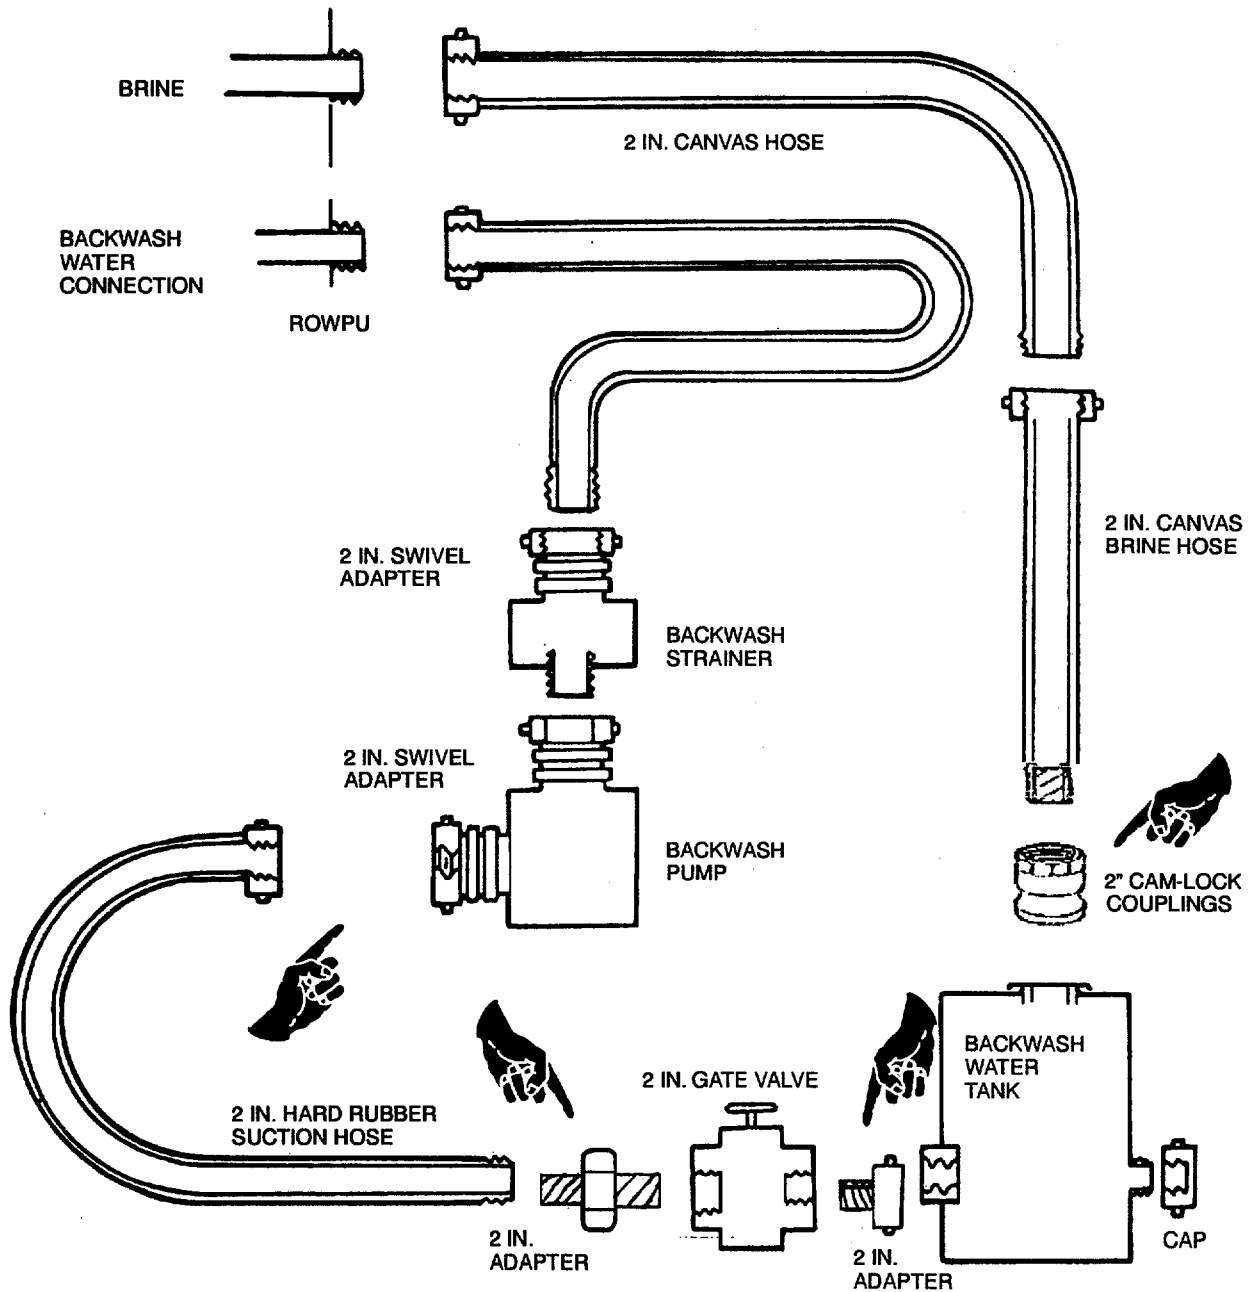 BRINE
2 IN. CANVAS HOSE
BACKWASH
WATER
CONNECTION
ROWPU
2 IN. CANVAS
BRINE HOSE
2 IN. SWIVEL
ADAPTER
BACKWASH
STRAINER
2 IN. SWIVEL
ADAPTER
BACKWASH
PUMP
2" CAM-LOCK
COUPLINGS
BACKWASH
WATER
TANK
2 IN. GATE VALVE
2 IN. HARD RUBBER
SUCTION HOSE
2 IN.
ADAPTER
2 IN.
ADAPTER
CAP